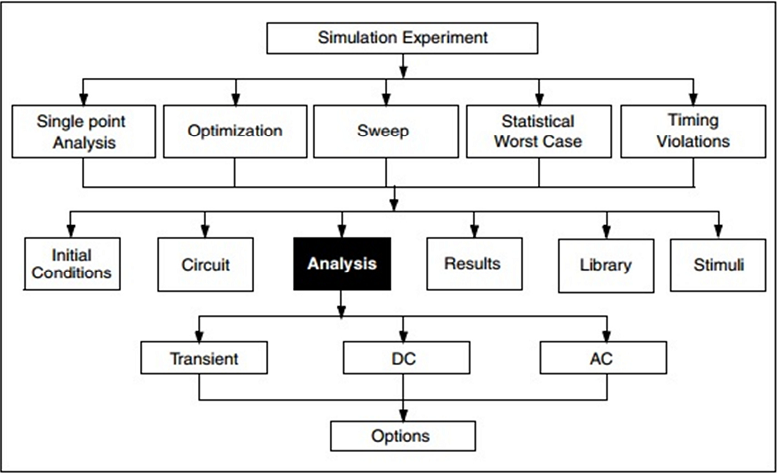 Simulation Experiment
Single point
Analysis
Optimization
Sweep
Statistical
Worst Case
Timing
Violations
Initial
Conditions
Circuit
Analysis
Results
Library
Stimuli
Transient
DC
AC
Options